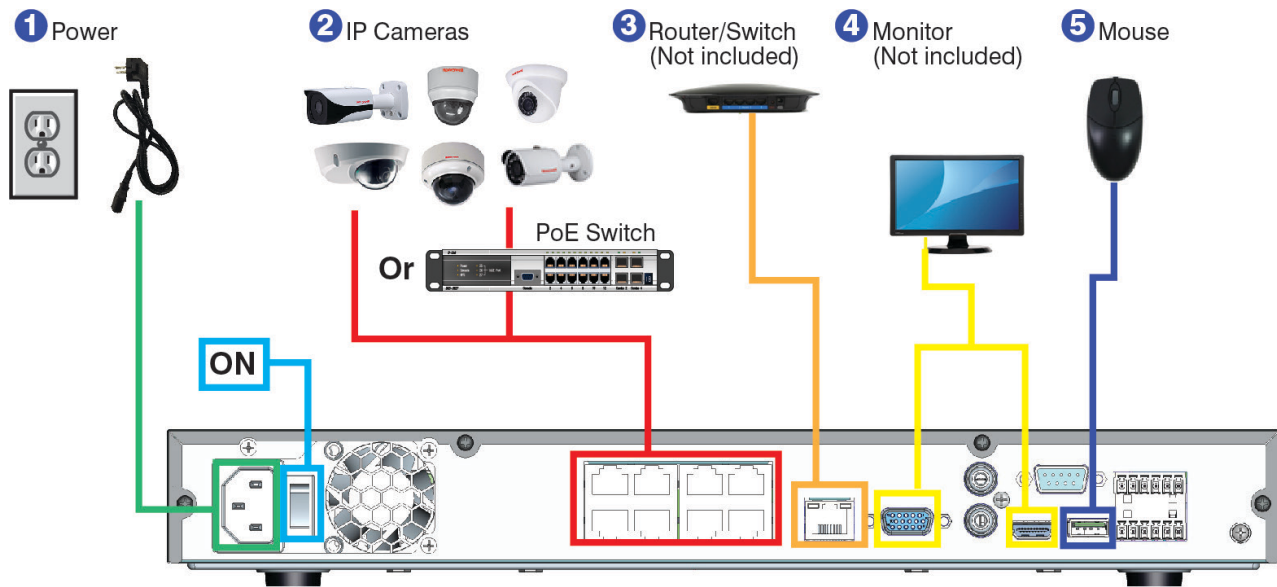 1 Power
2 IP Cameras
3 Router/Switch
(Not included)
4 Monitor
(Not included)
5 Mouse
PoE Switch
Or
ON